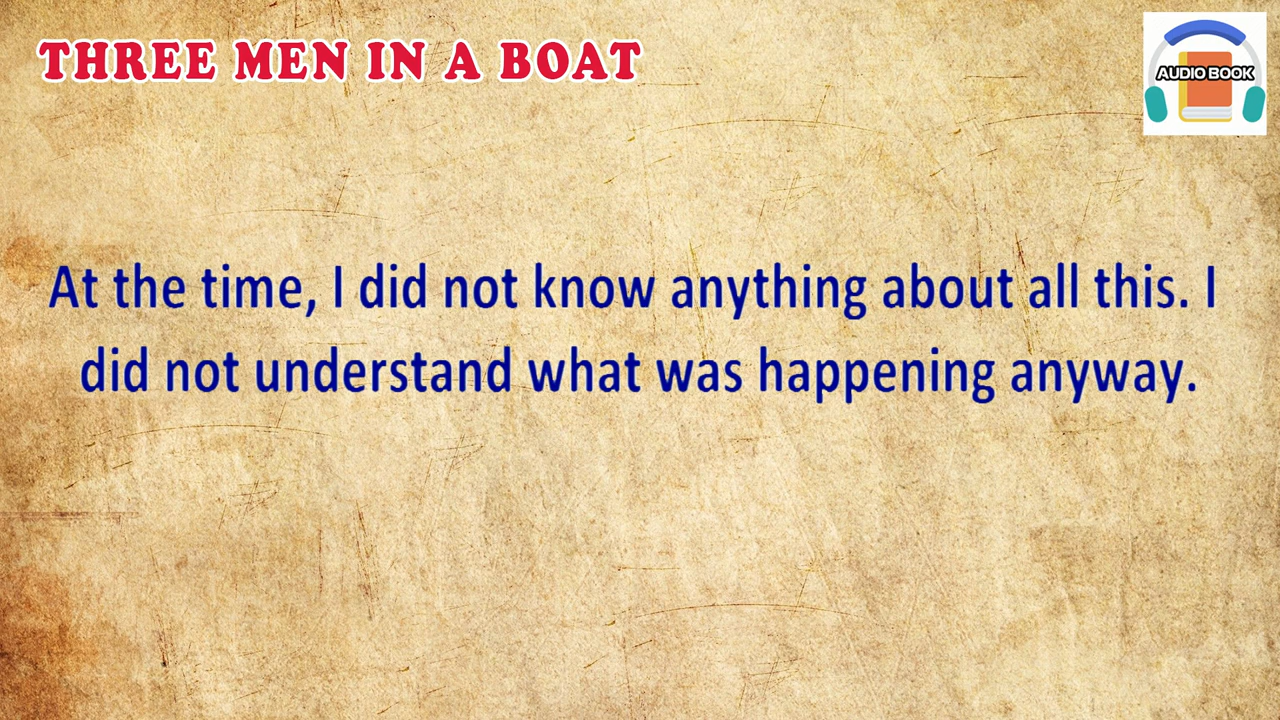 THREE MEN IN A BOAT
AUDIO BOOK
At the time, I did not know anything about all this. I
did not understand what was happening anyway.